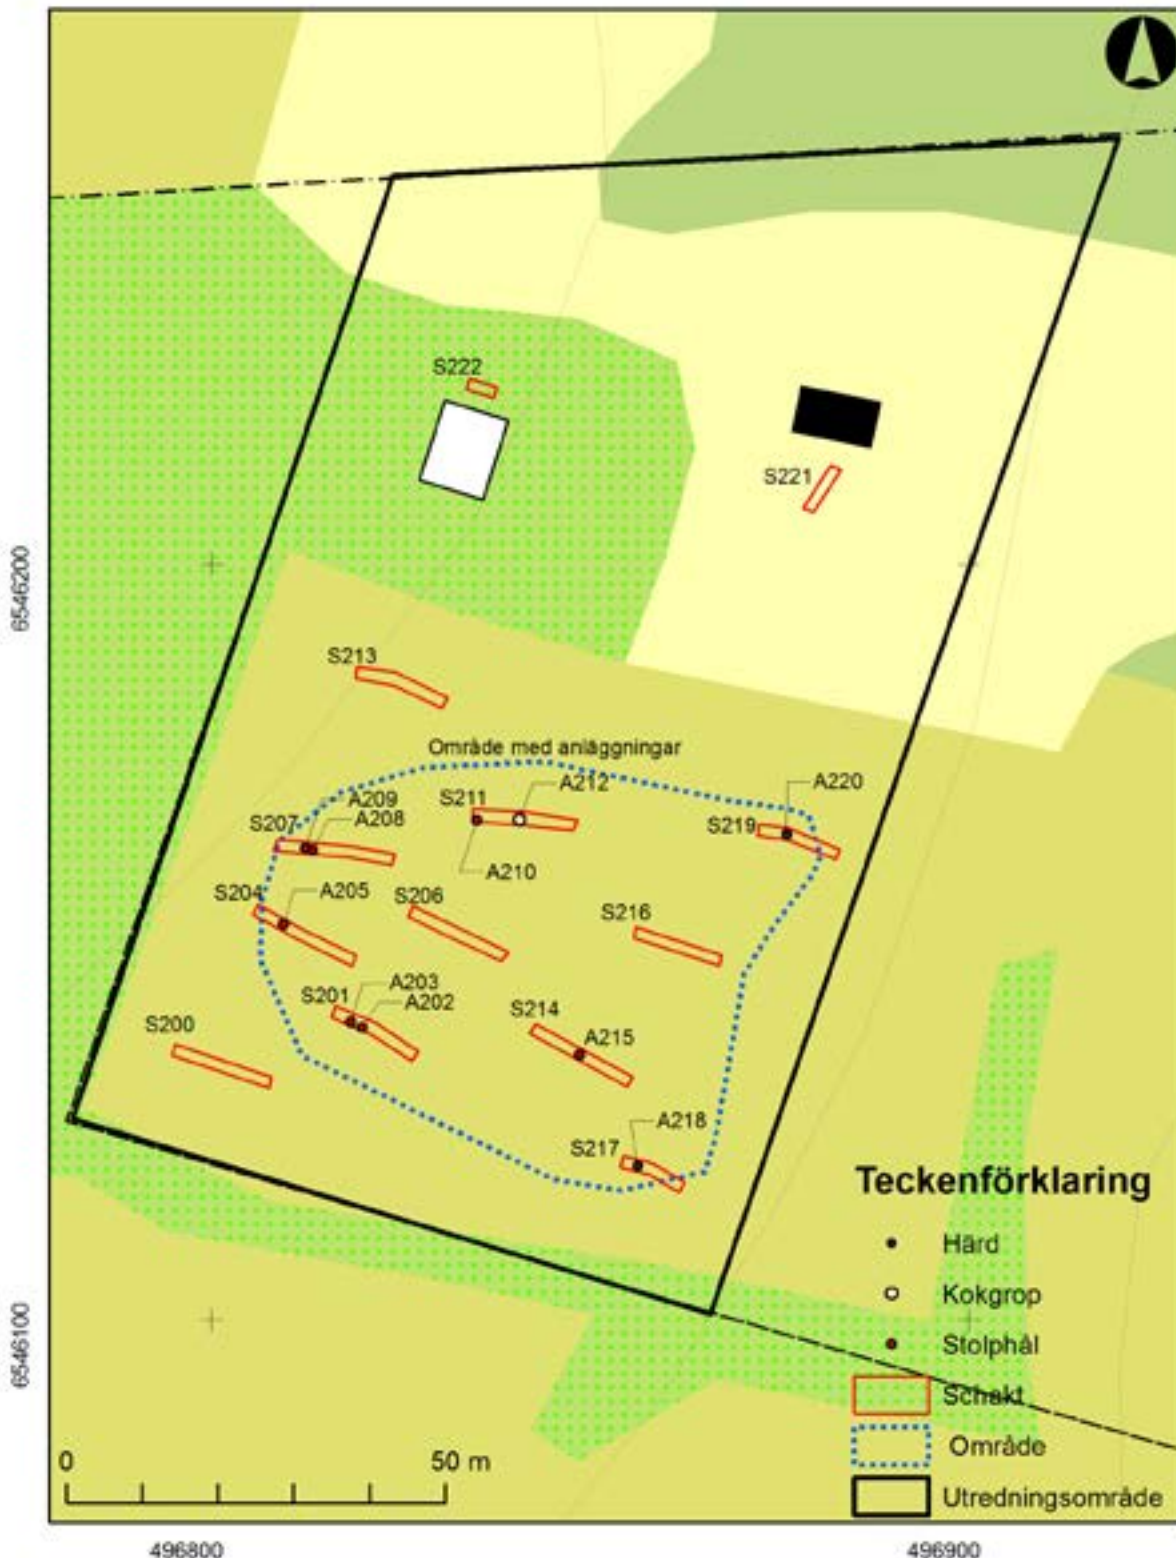 S222
S221
6546200
S213
Område med anläggningar
A220
A212
A209
S211
A208
S207
S219
A210
A205
S206
S204
S216
A203
A202
S201
S214
S200
A215
A218
S217
Teckenförklaring
Härd
Kokgrop
Stolphål
Schakt
Område
Utredningsområde
6546100
0 50 m
496800 496900